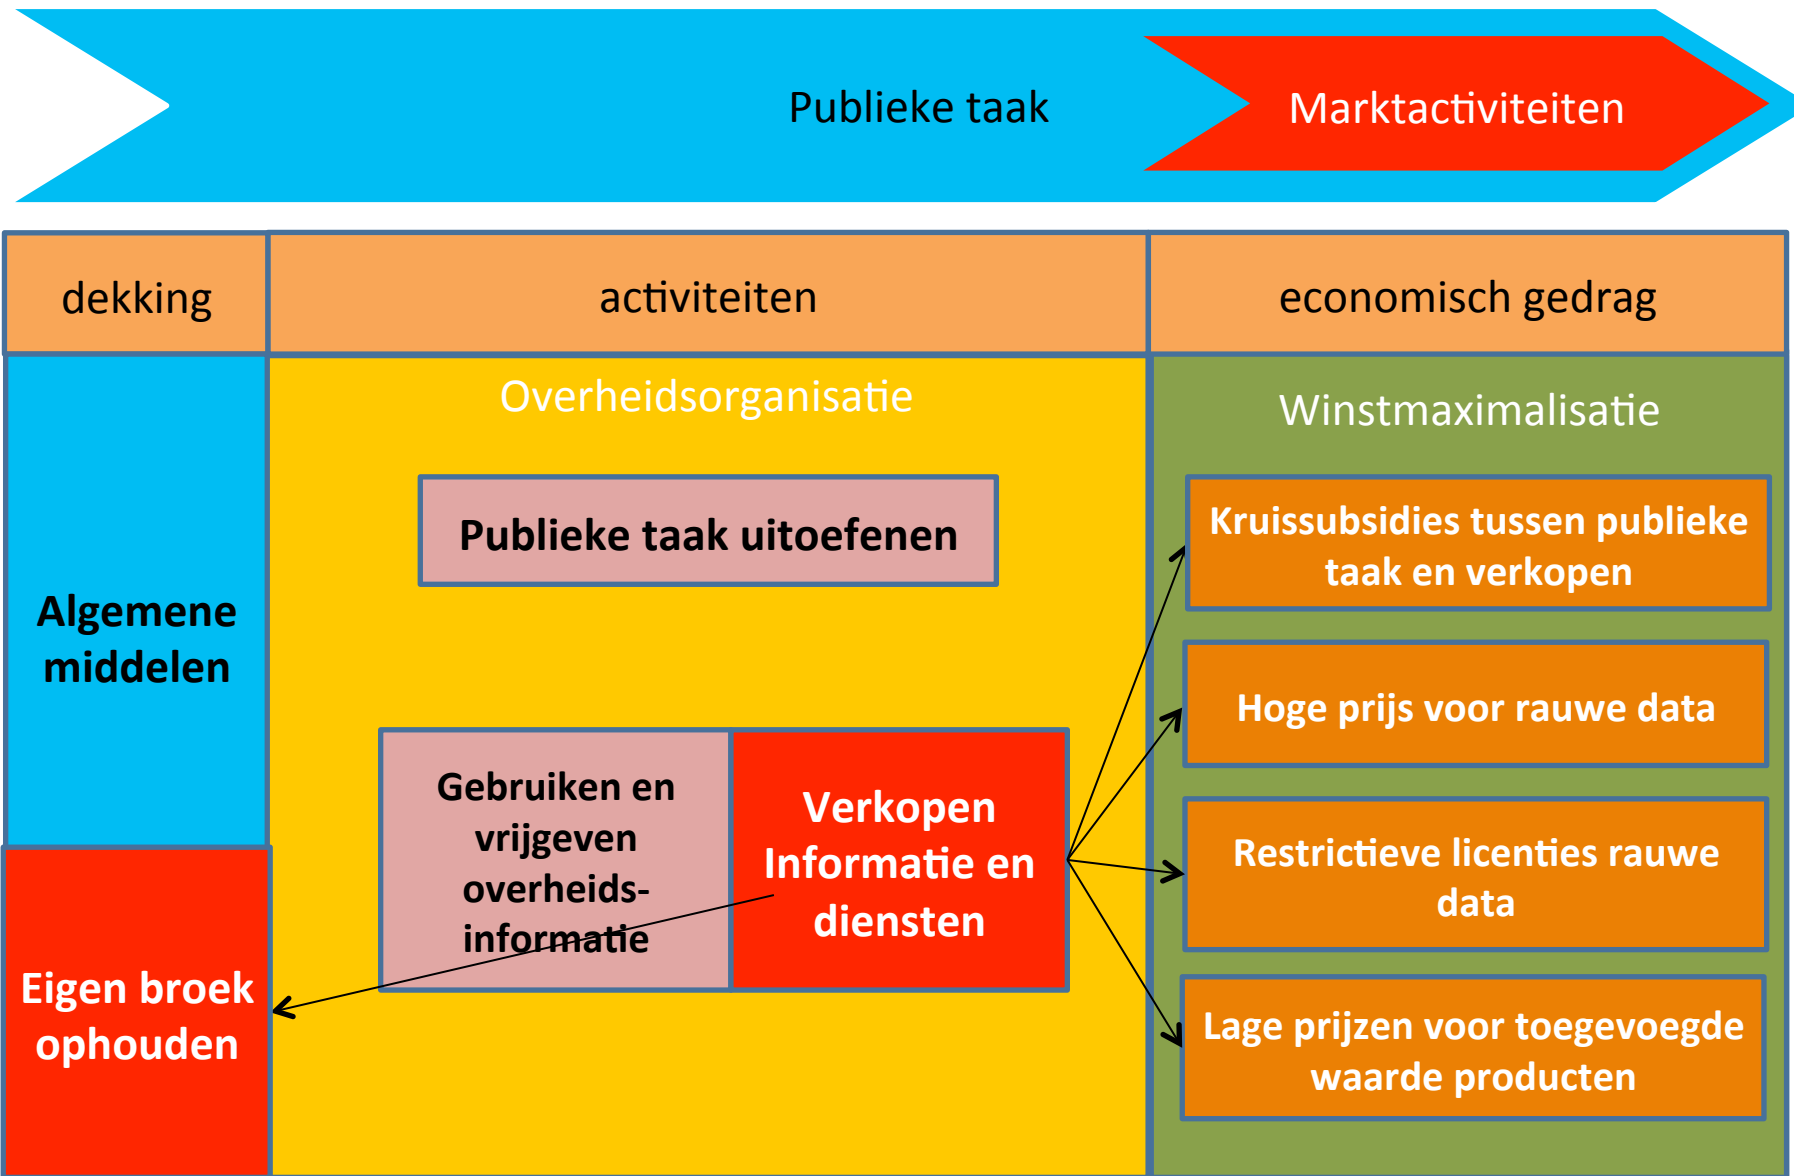 Publieke taak
Marktactiviteiten
dekking
activiteiten
economisch gedrag
Algemene
middelen
Eigen broek
ophouden
Overheidsorganisatie
Publieke taak uitoefenen
Gebruiken en
vrijgeven
overheids-
informatie
Verkopen
Informatie en
diensten
Winstmaximalisatie
Kruissubsidies tussen publieke
taak en verkopen
Hoge prijs voor rauwe data
Restrictieve licenties rauwe
data
Lage prijzen voor toegevoegde
waarde producten